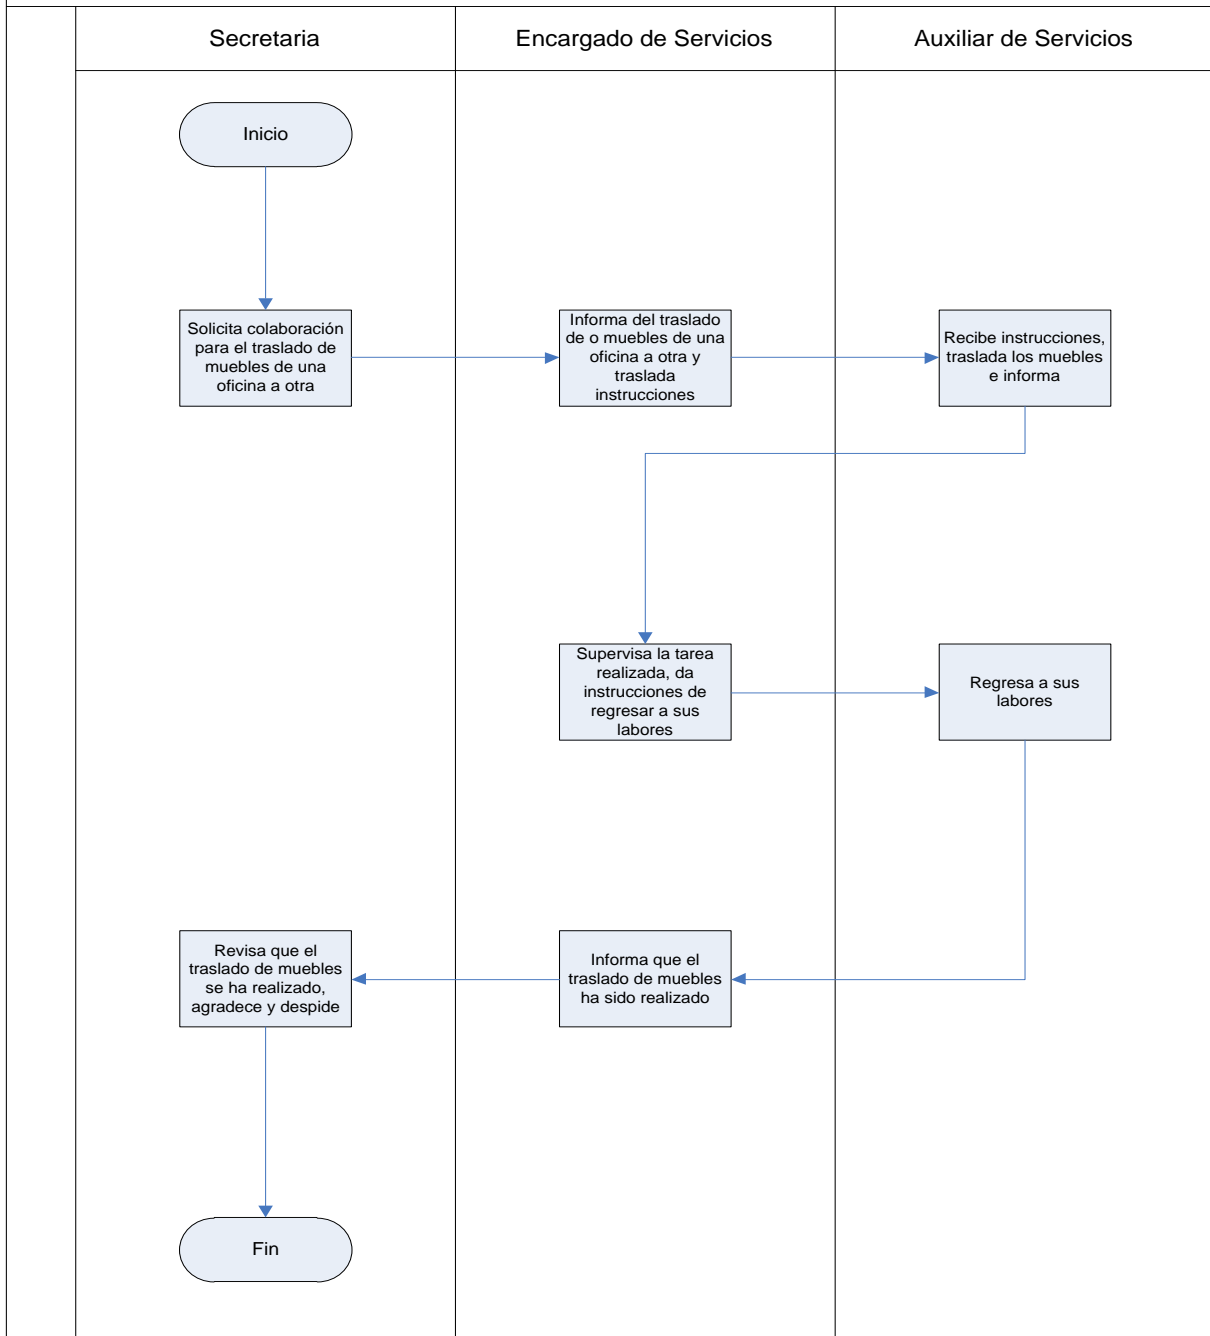 Secretaria
Encargado de Servicios
Auxiliar de Servicios
Inicio
Solicita colaboración
para el traslado de
muebles de una
oficina a otra
Informa del traslado
de o muebles de una
oficina a otra y
traslada
instrucciones
Recibe instrucciones,
traslada los muebles
e informa
Supervisa la tarea
realizada, da
instrucciones de
regresar a sus
labores
Regresa a sus
labores
Revisa que el
traslado de muebles
se ha realizado,
agradece y despide
Informa que el
traslado de muebles
ha sido realizado
Fin